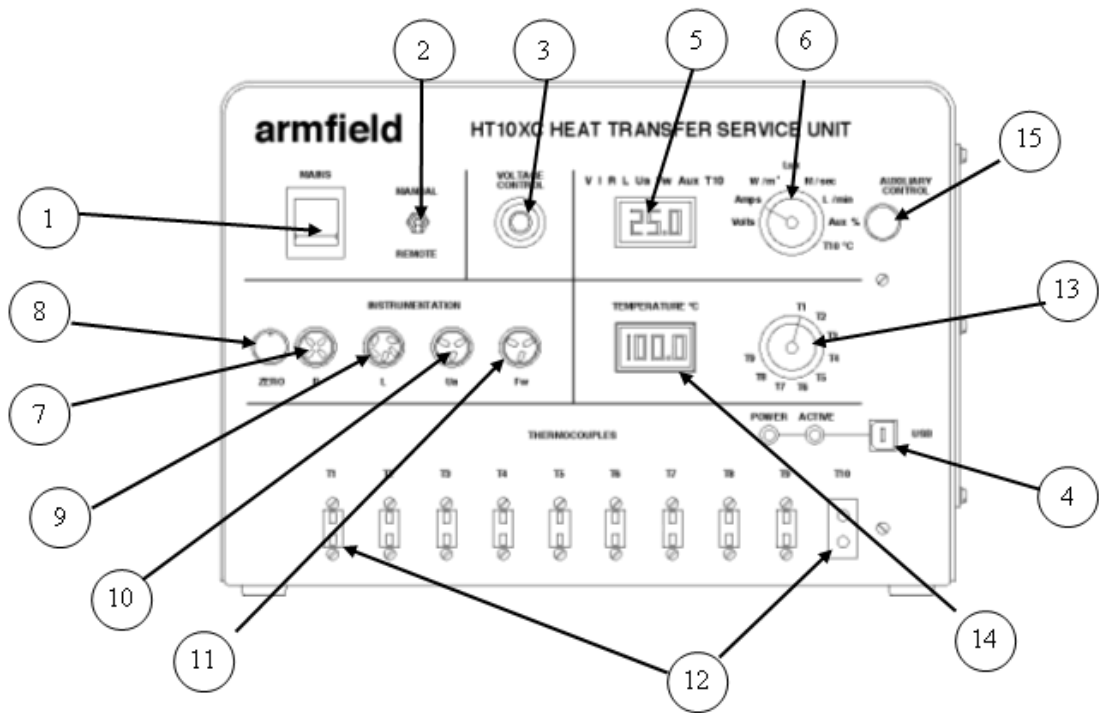 2
3
5
6
armfield
HT10XC HEAT TRANSFER SERVICE UNIT
15
MAINS
MANUAL
VOLTAGE
CONTROL
V I R L Ua Fw Aux T10
Lux
W/m²
M/sec
AUXILIARY
CONTROL
1
Amps
L/min
25.0
Volts
Aux %
REMOTE
T10 °C
8
INSTRUMENTATION
TEMPERATURE °C
T1
T2
13
T3
100.0
T4
T9
T5
T8
T7
T6
ZERO
R
L
Ua
Fw
7
POWER
ACTIVE
THERMOCOUPLES
USB
T1
T2
T3
T4
T5
T6
T7
T8
T9
T10
9
4
10
11
12
14